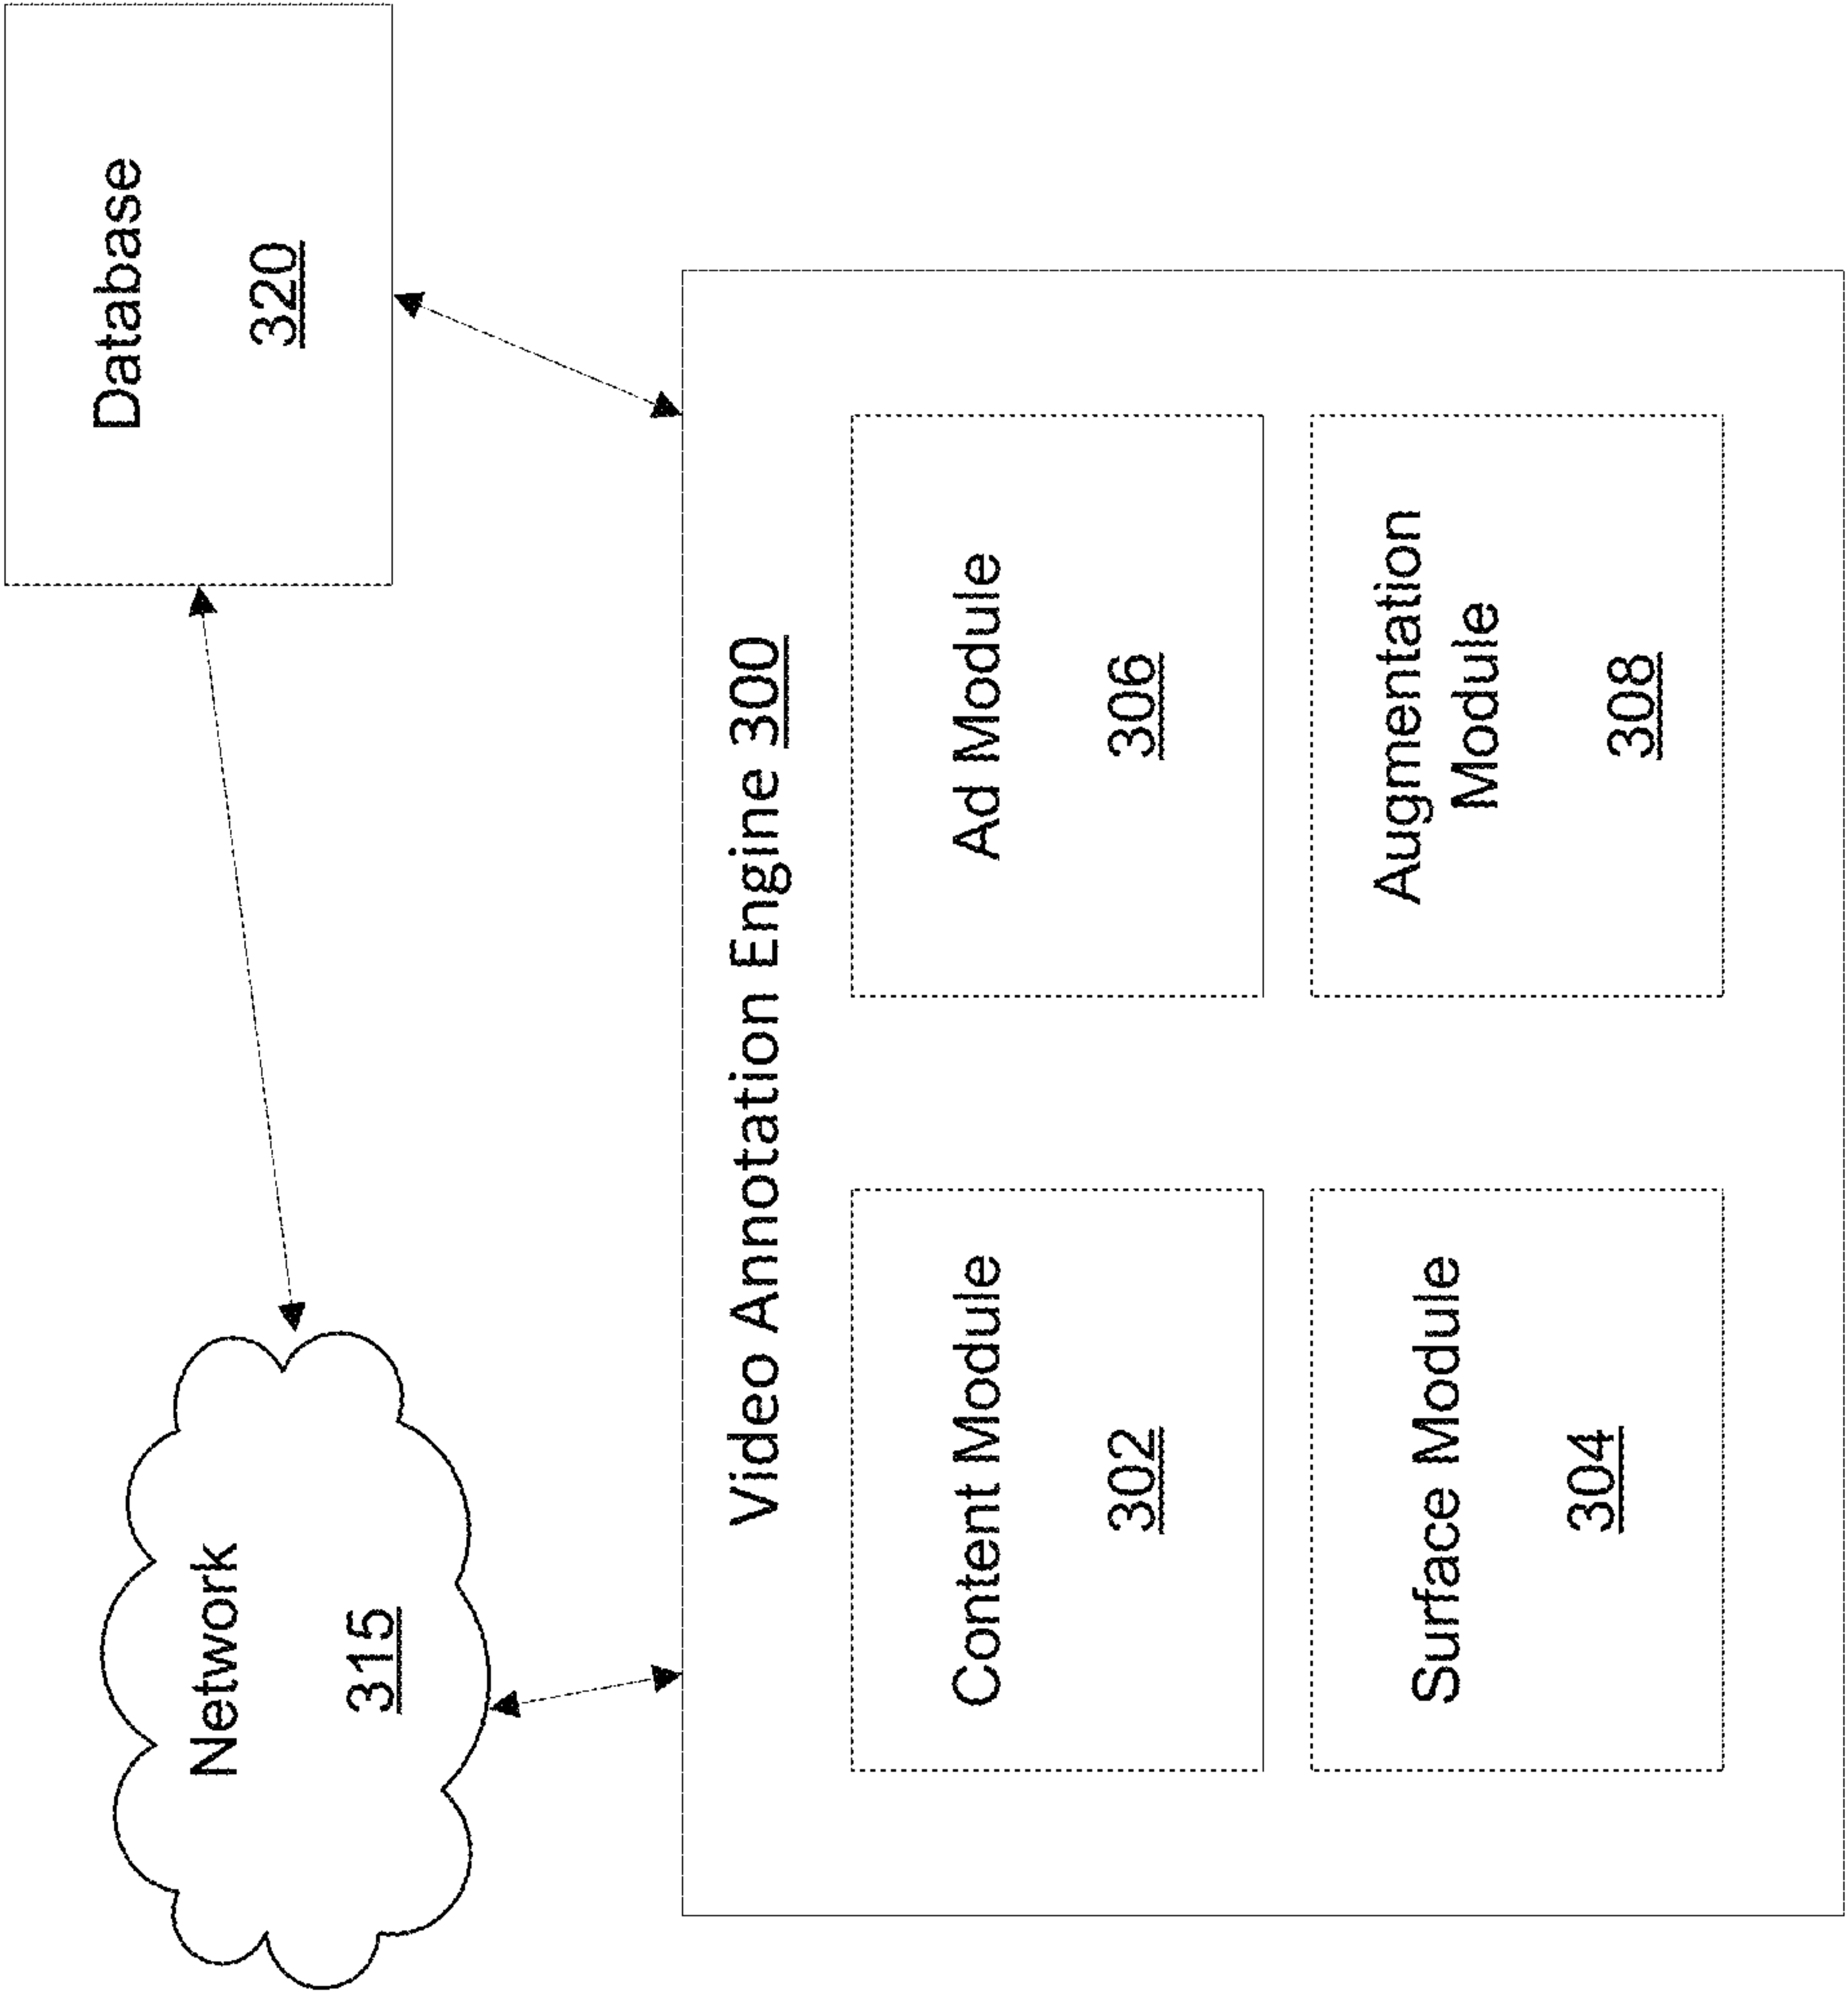 Network
315
Database
320
Video Annotation Engine 300
Content Module
302
Ad Module
306
Surface Module
304
Augmentation
Module
308